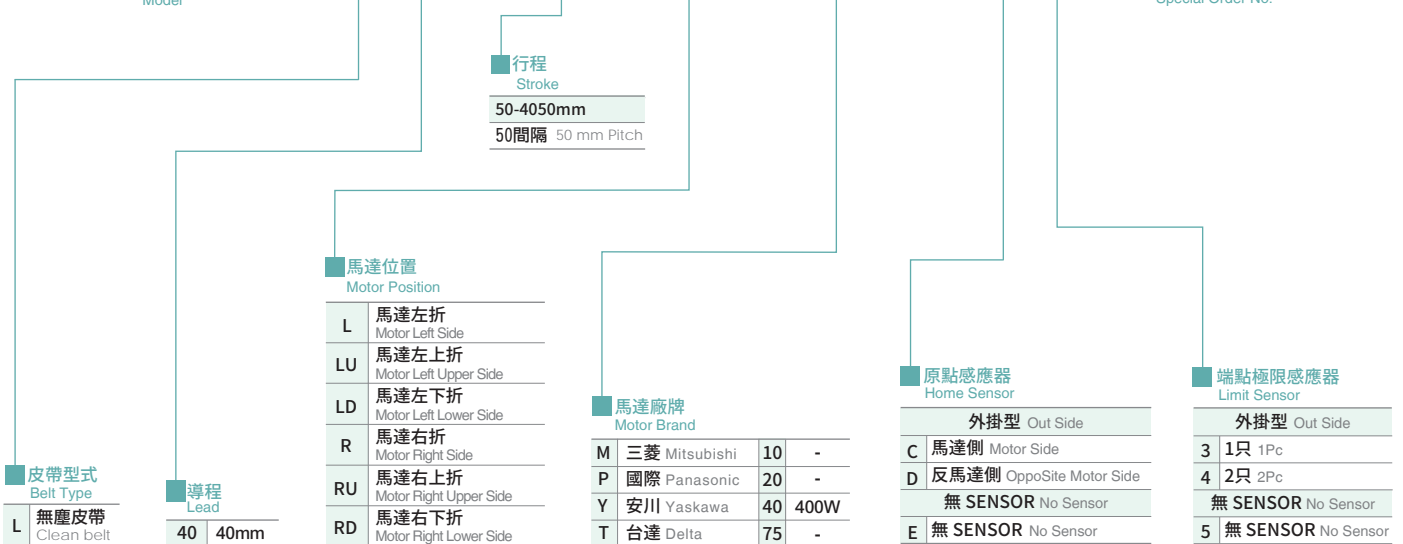 Model
Special Order No.
行程
Stroke
50-4050mm
50間隔 50 mm Pitch
馬達位置
Motor Position
L 馬達左折
Motor Left Side
LU 馬達左上折
Motor Left Upper Side
LD 馬達左下折
Motor Left Lower Side
R 馬達右折
Motor Right Side
RU 馬達右上折
Motor Right Upper Side
RD 馬達右下折
Motor Right Lower Side
馬達廠牌
Motor Brand
M 三菱 Mitsubishi 10 -
P 國際 Panasonic 20 -
Y 安川 Yaskawa 40 400W
T 台達 Delta 75 -
原點感應器
Home Sensor
外掛型 Out Side
C 馬達側 Motor Side
D 反馬達側 OppoSite Motor Side
無 SENSOR No Sensor
E 無 SENSOR No Sensor
端點極限感應器
Limit Sensor
外掛型 Out Side
3 1只 1Pc
4 2只 2Pc
無 SENSOR No Sensor
5 無 SENSOR No Sensor
皮帶型式
Belt Type
L 無塵皮帶
Clean belt
導程
Lead
40 40mm